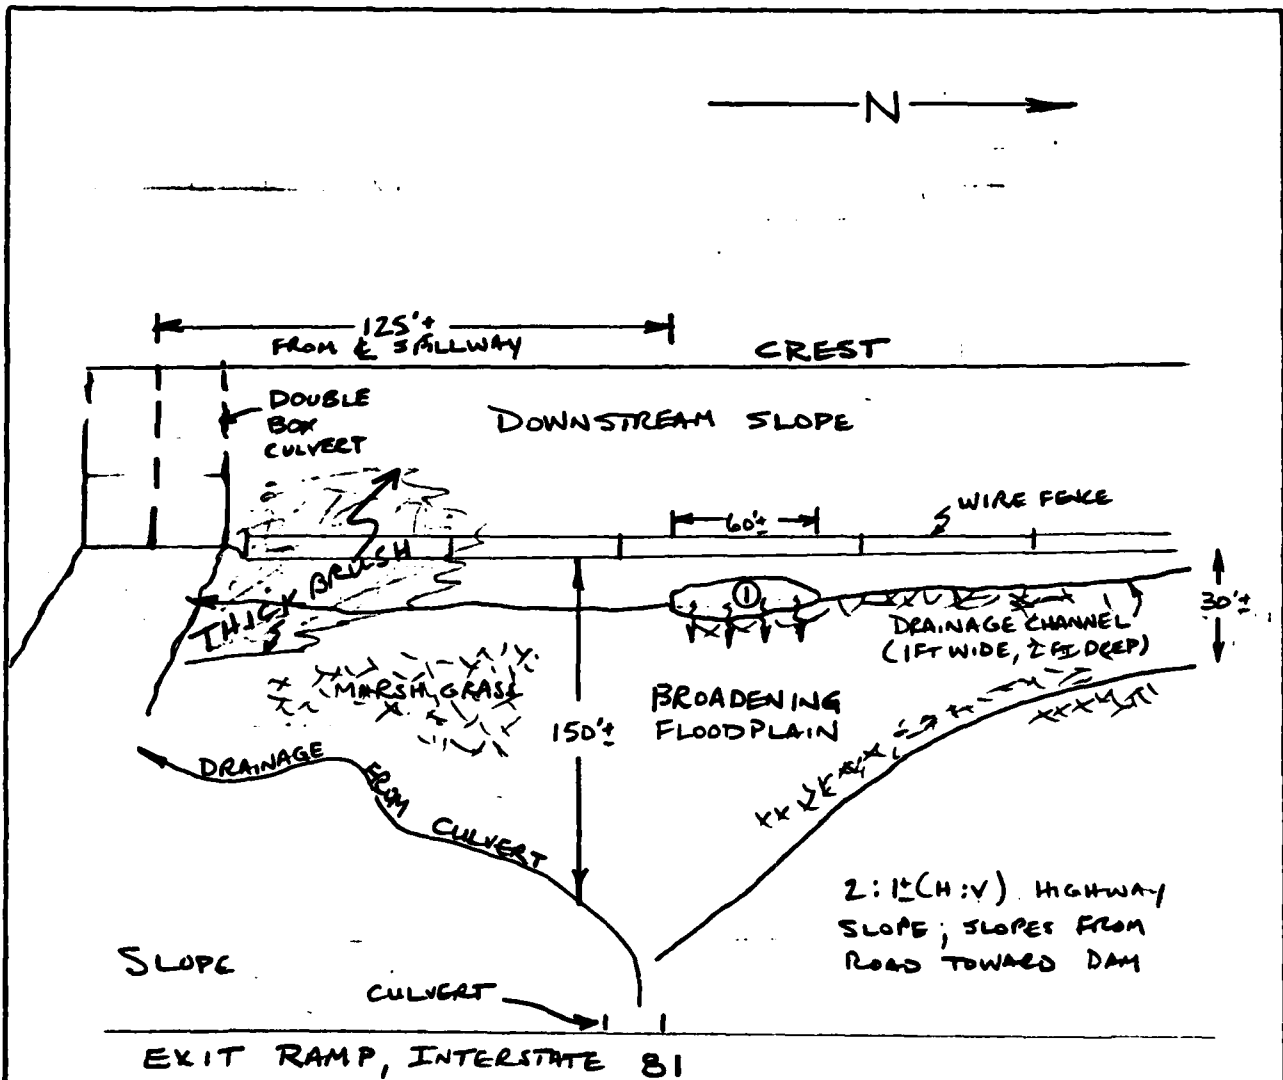 N
125'±
FROM ℄ SPILLWAY
CREST
DOUBLE
BOX
CULVERT
DOWNSTREAM SLOPE
WIRE FENCE
60'±
THICK BRUSH
①
30'±
DRAINAGE CHANNEL
(1FT WIDE, 2 FT DEEP)
MARSH GRASS
BROADENING
FLOODPLAIN
150'±
DRAINAGE FROM CULVERT
2:1±(H:V) HIGHWAY
SLOPE; SLOPES FROM
ROAD TOWARD DAM
SLOPE
CULVERT
EXIT RAMP, INTERSTATE 81